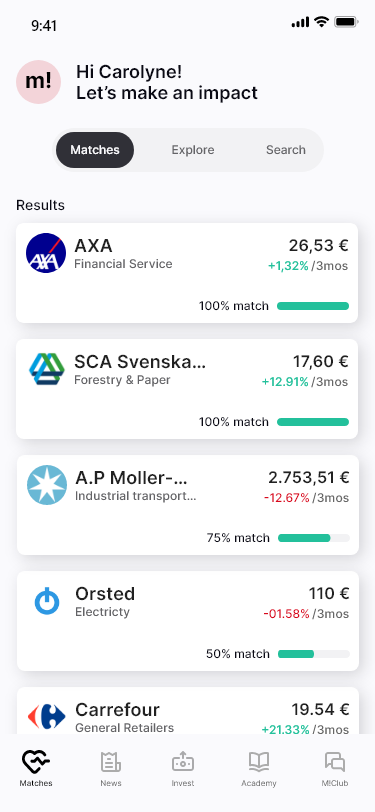 9:41
m!
Hi Carolyne!
Let's make an impact
Matches
Explore
Search
Results
AXA
AXA
26,53 €
Financial Service
+1,32% /3mos
100% match
SCA Svenska...
17,60 €
Forestry & Paper
+12.91% /3mos
100% match
A.P Moller-...
2.753,51 €
Industrial transport...
-12.67% /3mos
75% match
Orsted
110 €
Electricty
-01.58% /3mos
50% match
Carrefour
19.54 €
General Retailers
+21.33% /3mos
Matches
News
Invest
Academy
M!Club